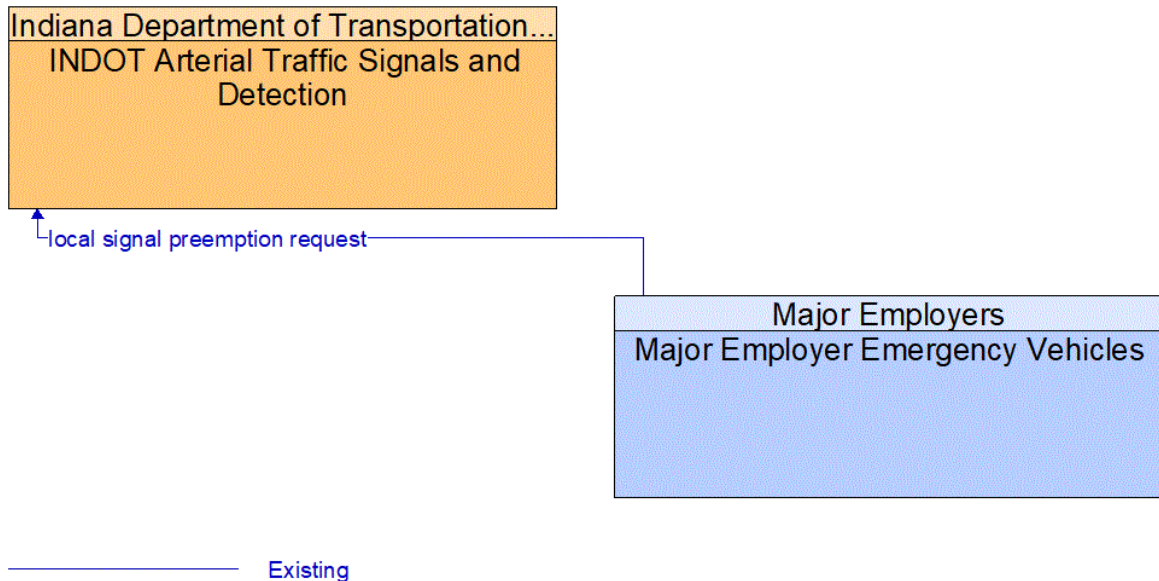 Indiana Department of Transportation...
INDOT Arterial Traffic Signals and
Detection
local signal preemption request
Major Employers
Major Employer Emergency Vehicles
Existing